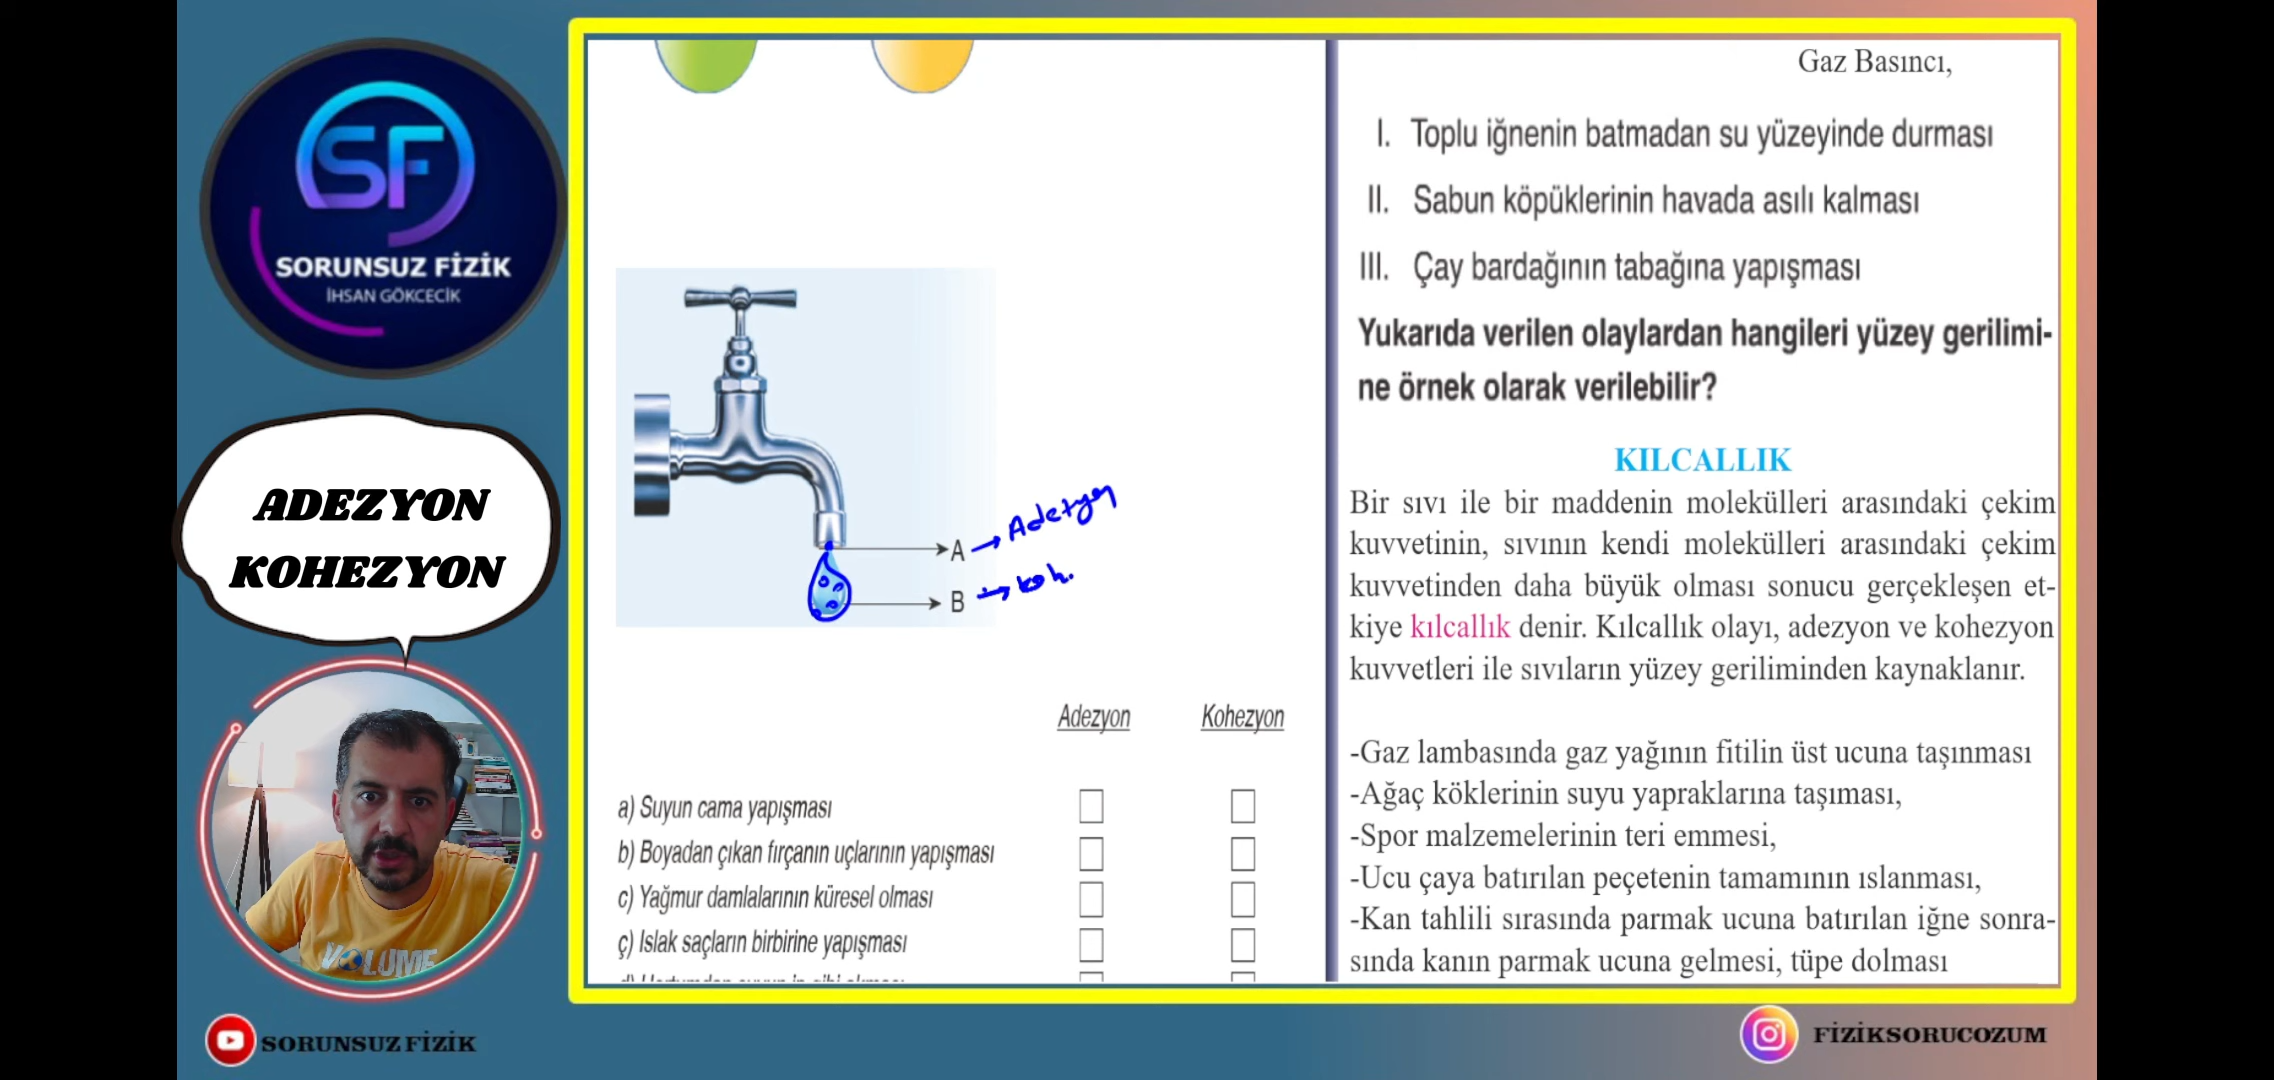 SF
SORUNSUZ FİZİK
İHSAN GÖKCECİK
ADEZYON
KOHEZYON
VOLUME
SORUNSUZ FİZİK
A → Adezyon
B → koh.
Adezyon Kohezyon
a) Suyun cama yapışması
b) Boyadan çıkan fırçanın uçlarının yapışması
c) Yağmur damlalarının küresel olması
ç) Islak saçların birbirine yapışması
Gaz Basıncı,
I. Toplu iğnenin batmadan su yüzeyinde durması
II. Sabun köpüklerinin havada asılı kalması
III. Çay bardağının tabağına yapışması
Yukarıda verilen olaylardan hangileri yüzey gerilimi-
ne örnek olarak verilebilir?
KILCALLIK
Bir sıvı ile bir maddenin molekülleri arasındaki çekim
kuvvetinin, sıvının kendi molekülleri arasındaki çekim
kuvvetinden daha büyük olması sonucu gerçekleşen et-
kiye kılcallık denir. Kılcallık olayı, adezyon ve kohezyon
kuvvetleri ile sıvıların yüzey geriliminden kaynaklanır.
-Gaz lambasında gaz yağının fitilin üst ucuna taşınması
-Ağaç köklerinin suyu yapraklarına taşıması,
-Spor malzemelerinin teri emmesi,
-Ucu çaya batırılan peçetenin tamamının ıslanması,
-Kan tahlili sırasında parmak ucuna batırılan iğne sonra-
sında kanın parmak ucuna gelmesi, tüpe dolması
FİZİKSORUCOZUM